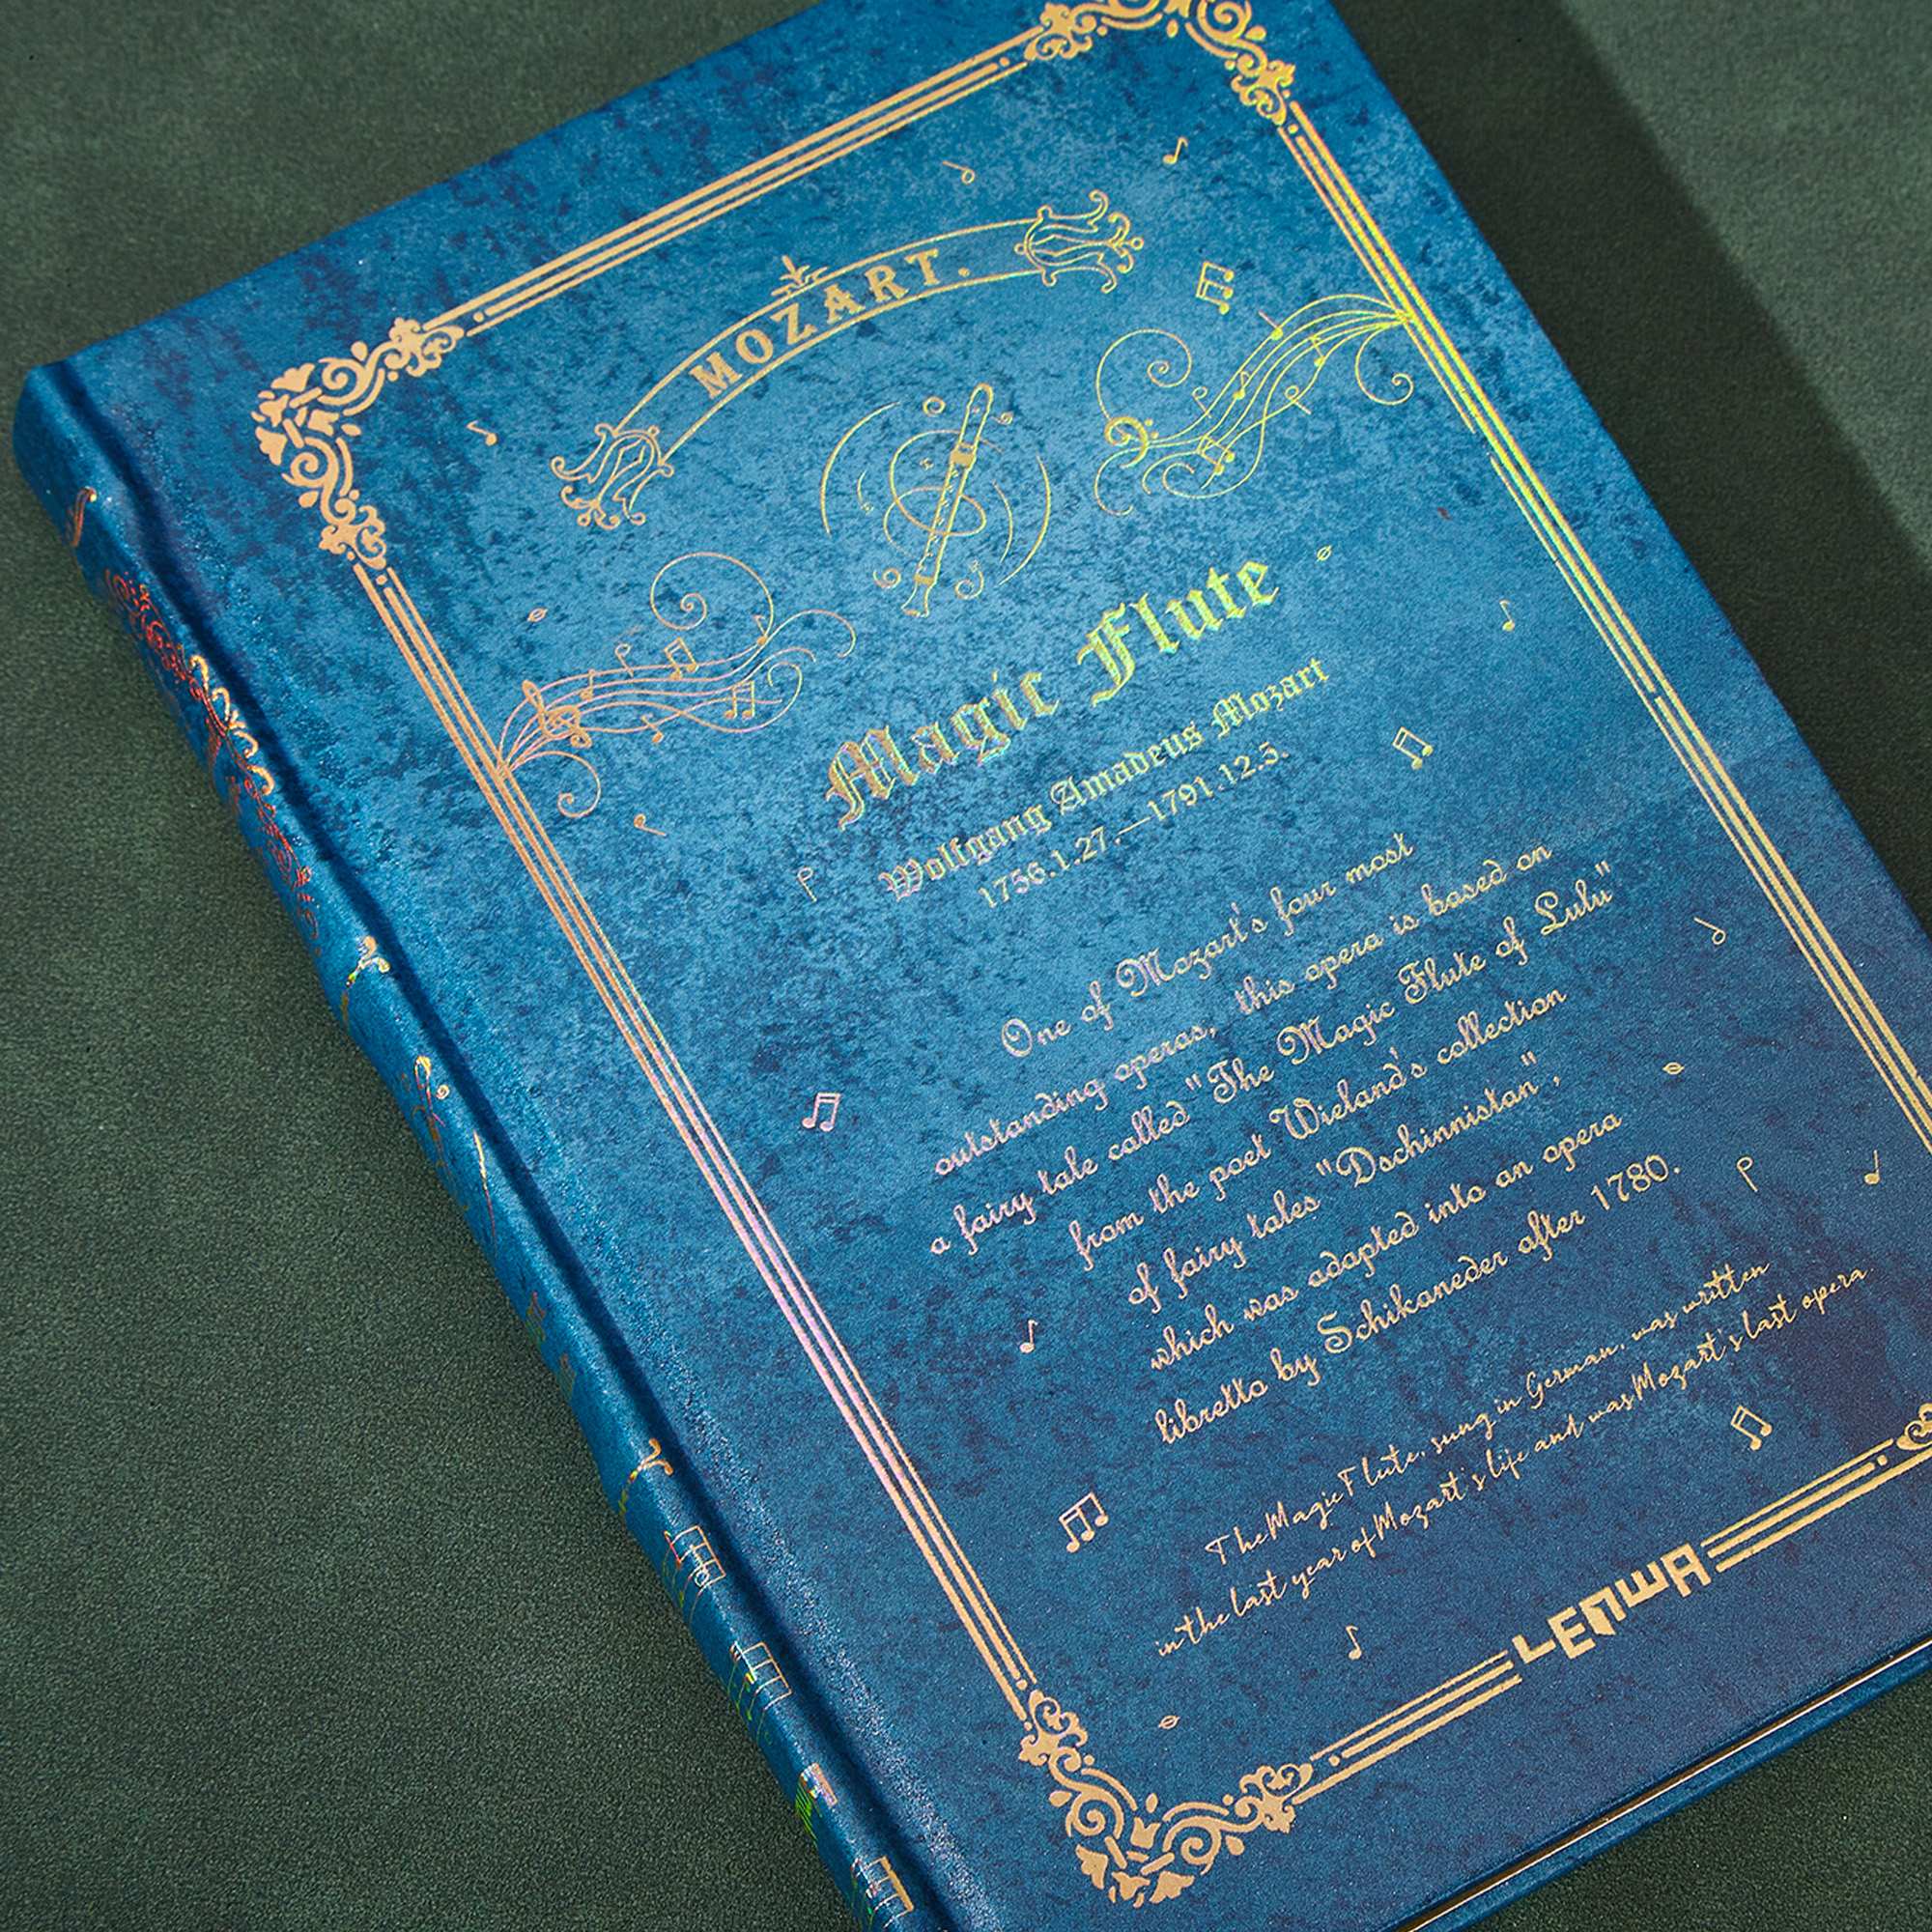 MOZART.
Magic Flute
Wolfgang Amadeus Mozart
1756.1.27.—1791.12.5.
One of Mozart's four most
outstanding operas, this opera is based on
a fairy tale called "The Magic Flute of Lulu"
from the poet Wieland's collection
of fairy tales "Dschinnistan",
which was adapted into an opera
libretto by Schikaneder after 1780.
The Magic Flute, sung in German, was written
in the last year of Mozart's life and was Mozart's last opera.
LENWA